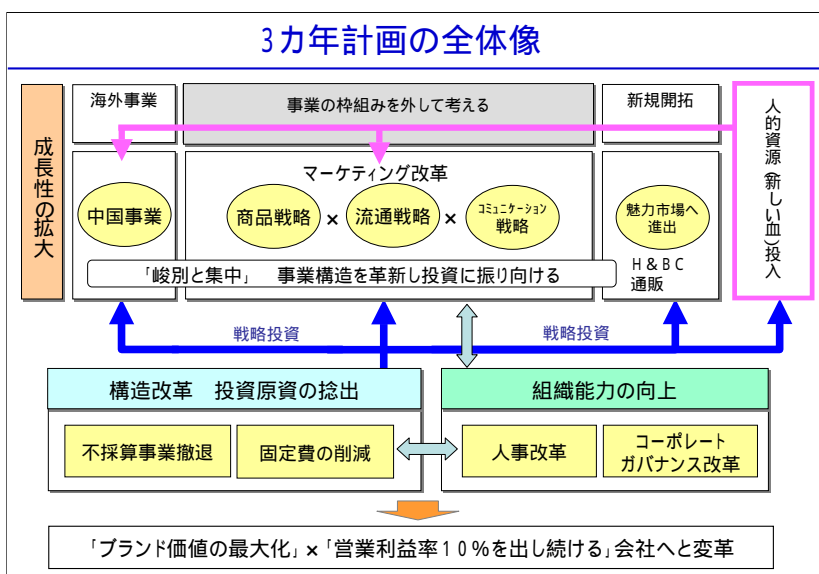 3カ年計画の全体像
成長性の拡大
海外事業
事業の枠組みを外して考える
新規開拓
人的資源(新しい血)投入
マーケティング改革
中国事業
商品戦略
×
流通戦略
×
コミュニケーション
戦略
魅力市場へ
進出
「峻別と集中」 事業構造を革新し投資に振り向ける
H&BC
通販
戦略投資
戦略投資
構造改革 投資原資の捻出
組織能力の向上
不採算事業撤退
固定費の削減
人事改革
コーポレート
ガバナンス改革
「ブランド価値の最大化」×「営業利益率10%を出し続ける」会社へと変革